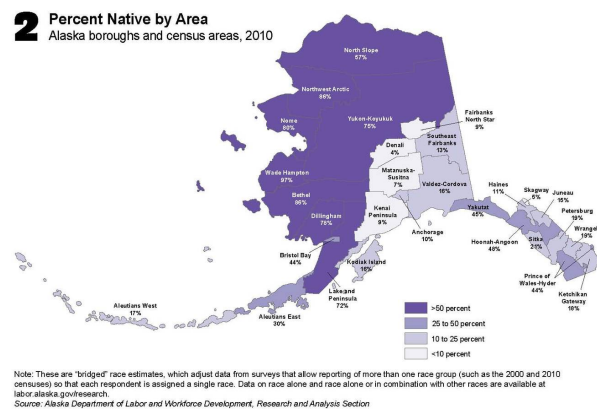 2 Percent Native by Area
Alaska boroughs and census areas, 2010
North Slope
57%
Northwest Arctic
86%
Nome
80%
Yukon-Koyukuk
75%
Fairbanks
North Star
9%
Denali
4%
Southeast
Fairbanks
13%
Wade Hampton
97%
Matanuska-
Susitna
7%
Valdez-Cordova
16%
Bethel
86%
Dillingham
78%
Kenai
Peninsula
9%
Anchorage
10%
Yakutat
45%
Haines
11%
Skagway
5%
Juneau
15%
Petersburg
19%
Wrangel
19%
Hoonah-Angoon
48%
Sitka
21%
Prince of
Wales-Hyder
44%
Ketchikan
Gateway
18%
Bristol Bay
44%
Kodiak Island
16%
Lake and
Peninsula
72%
Aleutians East
30%
Aleutians West
17%
>50 percent
25 to 50 percent
10 to 25 percent
<10 percent
Note: These are “bridged” race estimates, which adjust data from surveys that allow reporting of more than one race group (such as the 2000 and 2010
censuses) so that each respondent is assigned a single race. Data on race alone and race alone or in combination with other races are available at
labor.alaska.gov/research.
Source: Alaska Department of Labor and Workforce Development, Research and Analysis Section